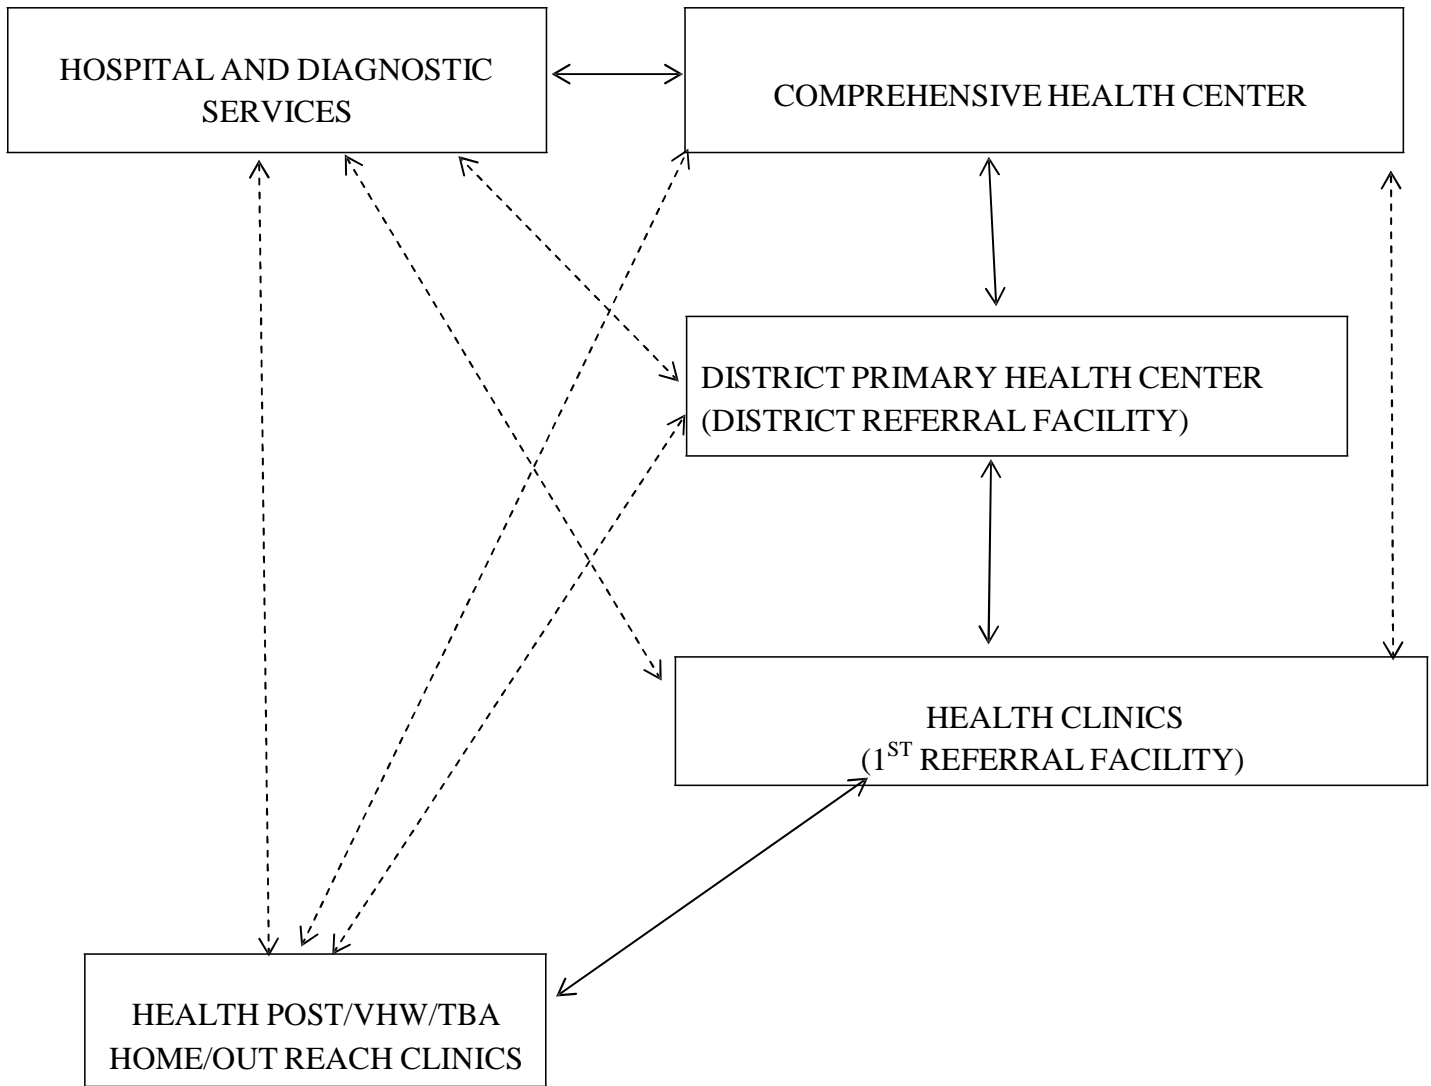 HOSPITAL AND DIAGNOSTIC
SERVICES
COMPREHENSIVE HEALTH CENTER
DISTRICT PRIMARY HEALTH CENTER
(DISTRICT REFERRAL FACILITY)
HEALTH CLINICS
(1ST REFERRAL FACILITY)
HEALTH POST/VHW/TBA
HOME/OUT REACH CLINICS